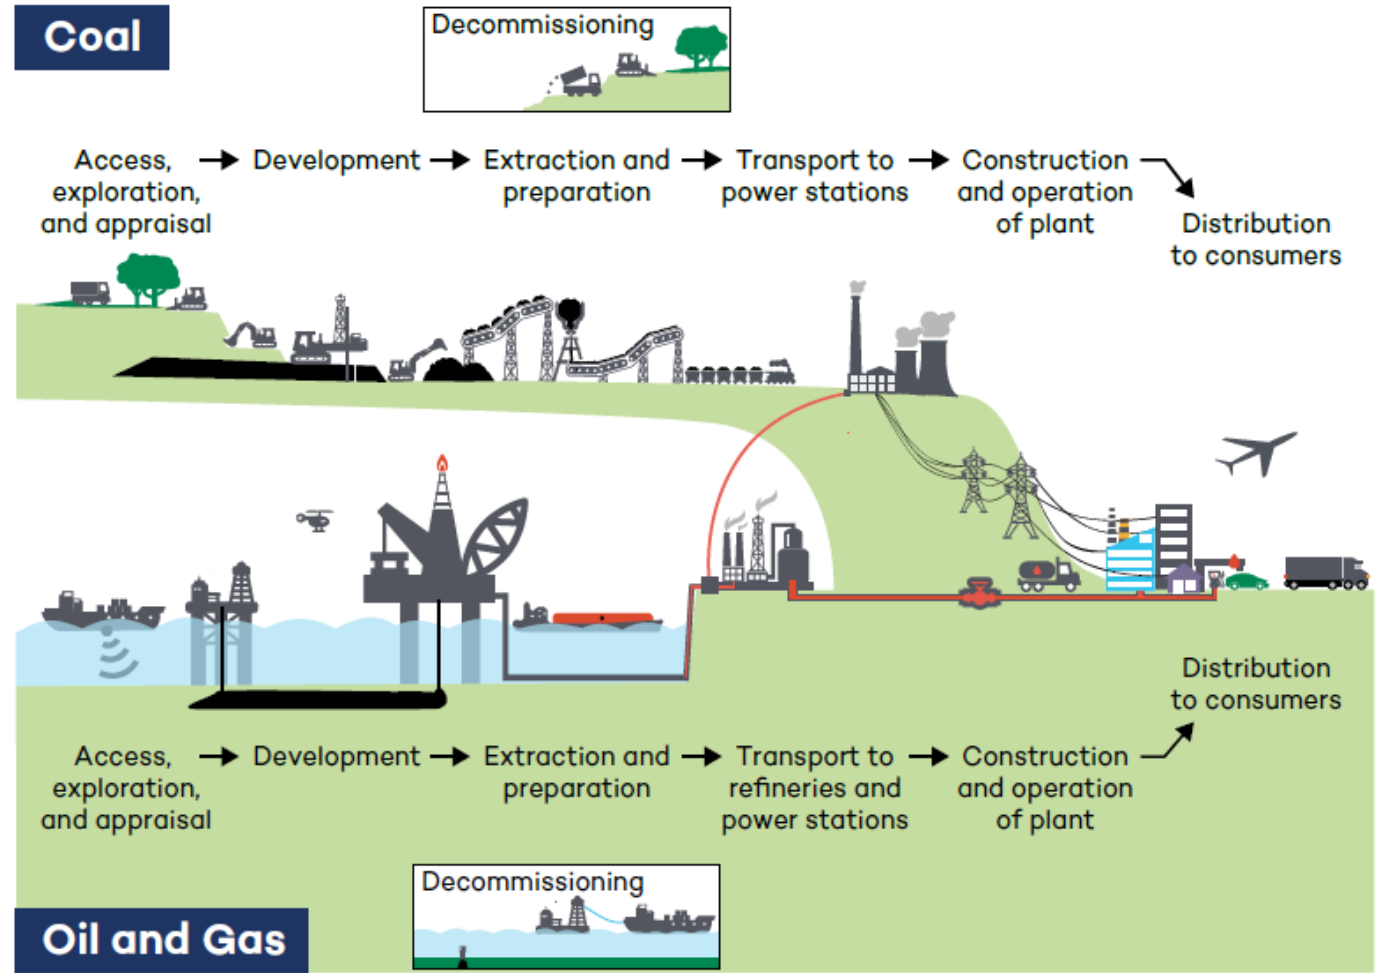 Coal
Decommissioning
Access,
exploration,
and appraisal
Development
Extraction and
preparation
Transport to
power stations
Construction
and operation
of plant
Distribution
to consumers
Distribution
to consumers
Access,
exploration,
and appraisal
Development
Extraction and
preparation
Transport to
refineries and
power stations
Construction
and operation
of plant
Decommissioning
Oil and Gas